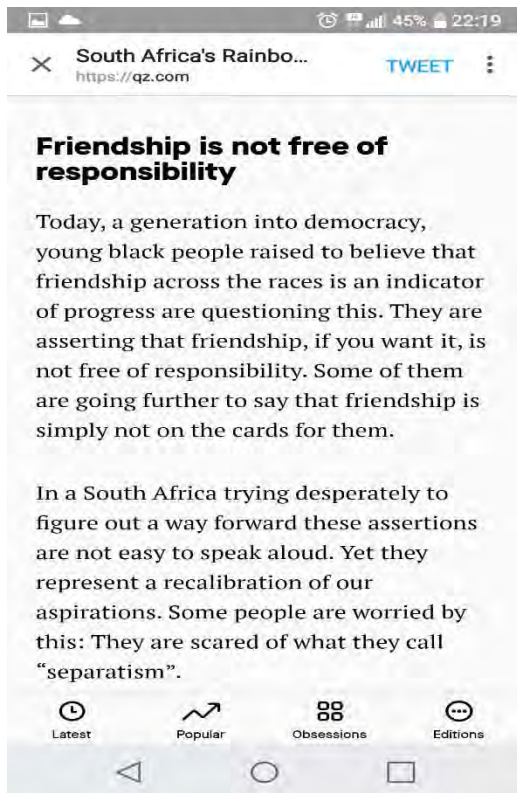 45% 22:19
South Africa's Rainbo...
https://qz.com
TWEET
Friendship is not free of
responsibility
Today, a generation into democracy,
young black people raised to believe that
friendship across the races is an indicator
of progress are questioning this. They are
asserting that friendship, if you want it, is
not free of responsibility. Some of them
are going further to say that friendship is
simply not on the cards for them.
In a South Africa trying desperately to
figure out a way forward these assertions
are not easy to speak aloud. Yet they
represent a recalibration of our
aspirations. Some people are worried by
this: They are scared of what they call
“separatism”.
Latest Popular Obsessions Editions